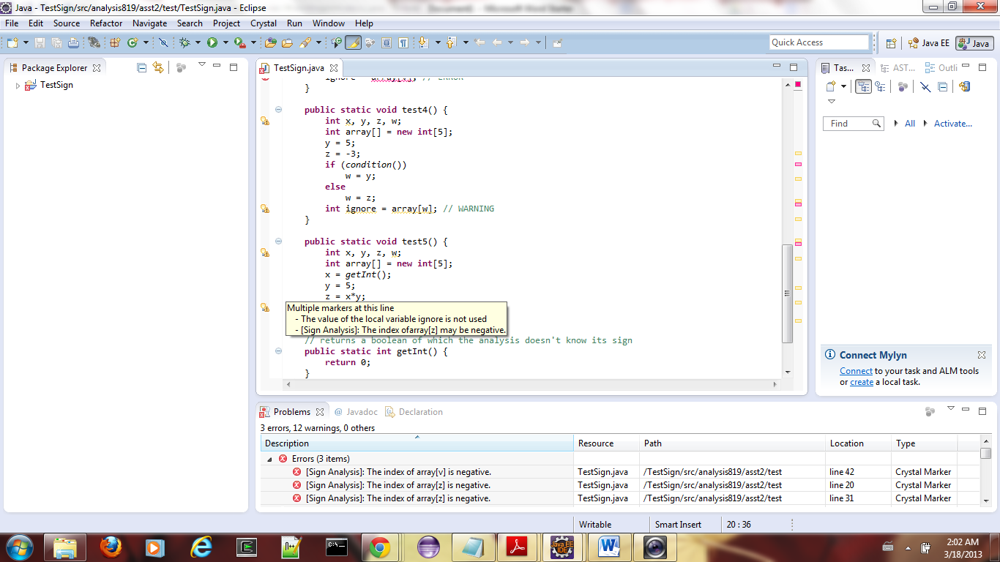 Java - TestSign/src/analysis819/asst2/test/TestSign.java - Eclipse
File Edit Source Refactor Navigate Search Project Crystal Run Window Help
Quick Access
Java EE
Java
Package Explorer
TestSign
TestSign.java
// ERROR
}
public static void test4() {
int x, y, z, w;
int array[] = new int[5];
y = 5;
z = -3;
if (condition())
w = y;
else
w = z;
int ignore = array[w]; // WARNING
}
public static void test5() {
int x, y, z, w;
int array[] = new int[5];
x = getInt();
y = 5;
z = x*y;
Multiple markers at this line
- The value of the local variable ignore is not used
- [Sign Analysis]: The index ofarray[z] may be negative.
// returns a boolean of which the analysis doesn't know its sign
public static int getInt() {
return 0;
}
Tas...
AST...
Outli
Find
All
Activate...
Connect Mylyn
Connect to your task and ALM tools
or create a local task.
Problems
@ Javadoc
Declaration
3 errors, 12 warnings, 0 others
Description Resource Path Location Type
Errors (3 items)
[Sign Analysis]: The index of array[v] is negative. TestSign.java /TestSign/src/analysis819/asst2/test line 42 Crystal Marker
[Sign Analysis]: The index of array[z] is negative. TestSign.java /TestSign/src/analysis819/asst2/test line 20 Crystal Marker
[Sign Analysis]: The index of array[z] is negative. TestSign.java /TestSign/src/analysis819/asst2/test line 31 Crystal Marker
Writable
Smart Insert
20 : 36
Java EE
IDE
2:02 AM
3/18/2013